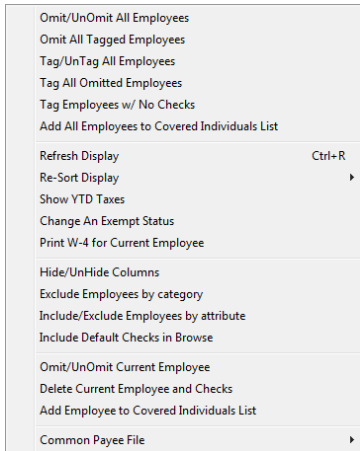 Omit/UnOmit All Employees
Omit All Tagged Employees
Tag/UnTag All Employees
Tag All Omitted Employees
Tag Employees w/ No Checks
Add All Employees to Covered Individuals List
Refresh Display Ctrl+R
Re-Sort Display
Show YTD Taxes
Change An Exempt Status
Print W-4 for Current Employee
Hide/UnHide Columns
Exclude Employees by category
Include/Exclude Employees by attribute
Include Default Checks in Browse
Omit/UnOmit Current Employee
Delete Current Employee and Checks
Add Employee to Covered Individuals List
Common Payee File